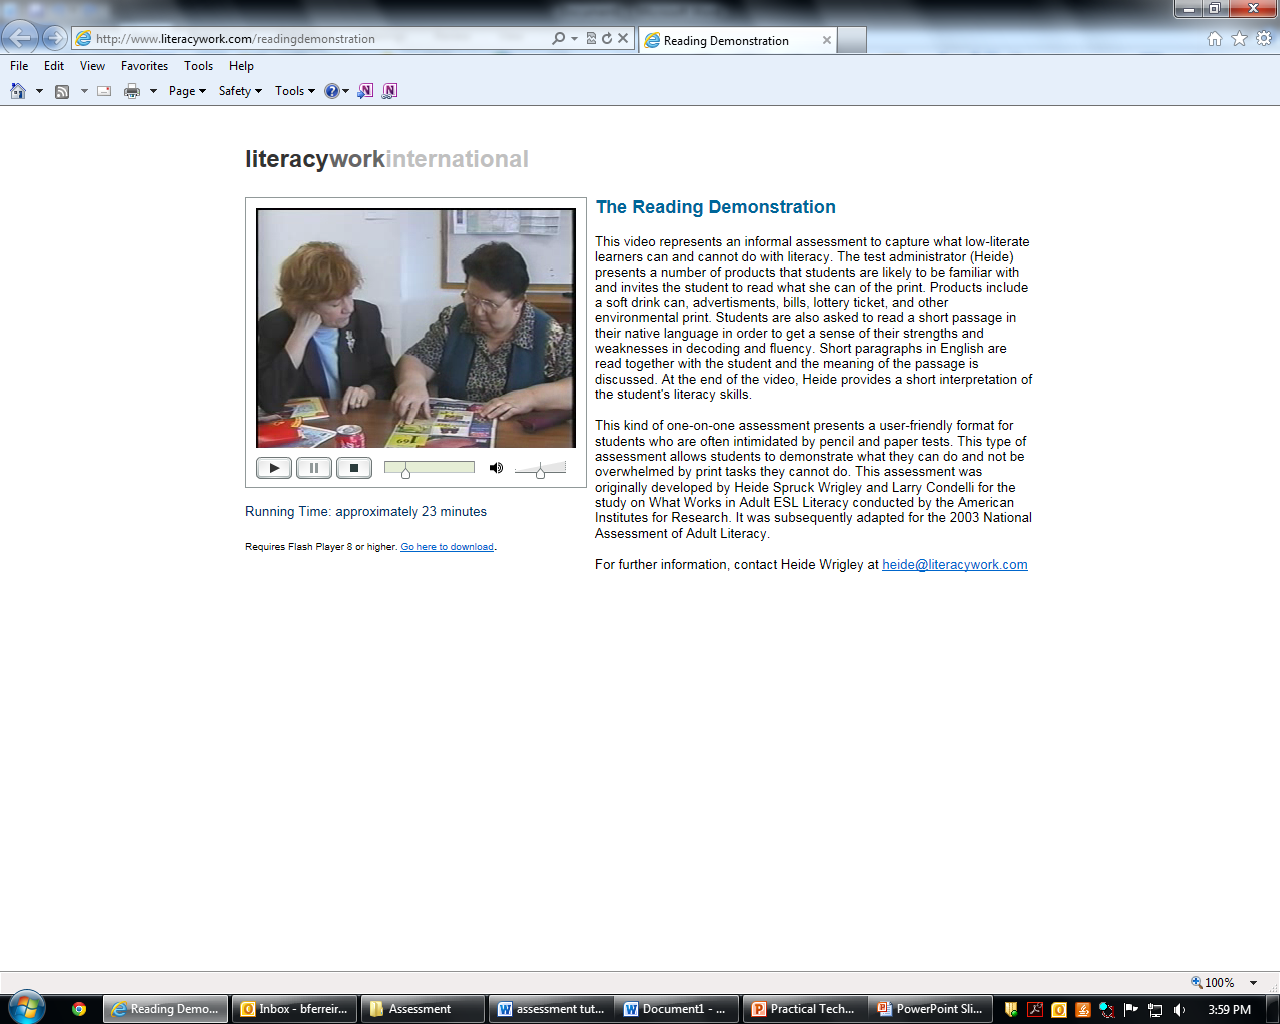 http://www.literacywork.com/readingdemonstration
Reading Demonstration
File Edit View Favorites Tools Help
Page Safety Tools
literacyworkinternational
The Reading Demonstration
This video represents an informal assessment to capture what low-literate
learners can and cannot do with literacy. The test administrator (Heide)
presents a number of products that students are likely to be familiar with
and invites the student to read what she can of the print. Products include
a soft drink can, advertisments, bills, lottery ticket, and other
environmental print. Students are also asked to read a short passage in
their native language in order to get a sense of their strengths and
weaknesses in decoding and fluency. Short paragraphs in English are
read together with the student and the meaning of the passage is
discussed. At the end of the video, Heide provides a short interpretation of
the student's literacy skills.
This kind of one-on-one assessment presents a user-friendly format for
students who are often intimidated by pencil and paper tests. This type of
assessment allows students to demonstrate what they can do and not be
overwhelmed by print tasks they cannot do. This assessment was
originally developed by Heide Spruck Wrigley and Larry Condelli for the
study on What Works in Adult ESL Literacy conducted by the American
Institutes for Research. It was subsequently adapted for the 2003 National
Assessment of Adult Literacy.
For further information, contact Heide Wrigley at heide@literacywork.com
Running Time: approximately 23 minutes
Requires Flash Player 8 or higher. Go here to download.
100%
Reading Demo... Inbox - bferreir... Assessment assessment tut... Document1 - ... Practical Tech... PowerPoint Sli... 3:59 PM